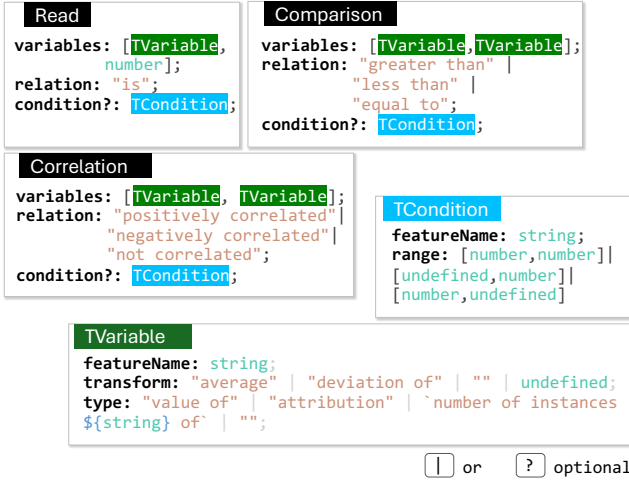 Read
variables: [TVariable,
number];
relation: "is";
condition?: TCondition;
Comparison
variables: [TVariable,TVariable];
relation: "greater than" |
"less than" |
"equal to";
condition?: TCondition;
Correlation
variables: [TVariable, TVariable];
relation: "positively correlated"|
"negatively correlated"|
"not correlated";
condition?: TCondition;
TCondition
featureName: string;
range: [number,number]|
[undefined,number]|
[number,undefined]
TVariable
featureName: string;
transform: "average" | "deviation of" | "" | undefined;
type: "value of" | "attribution" | `number of instances
${string} of` | "";
| or ? optional